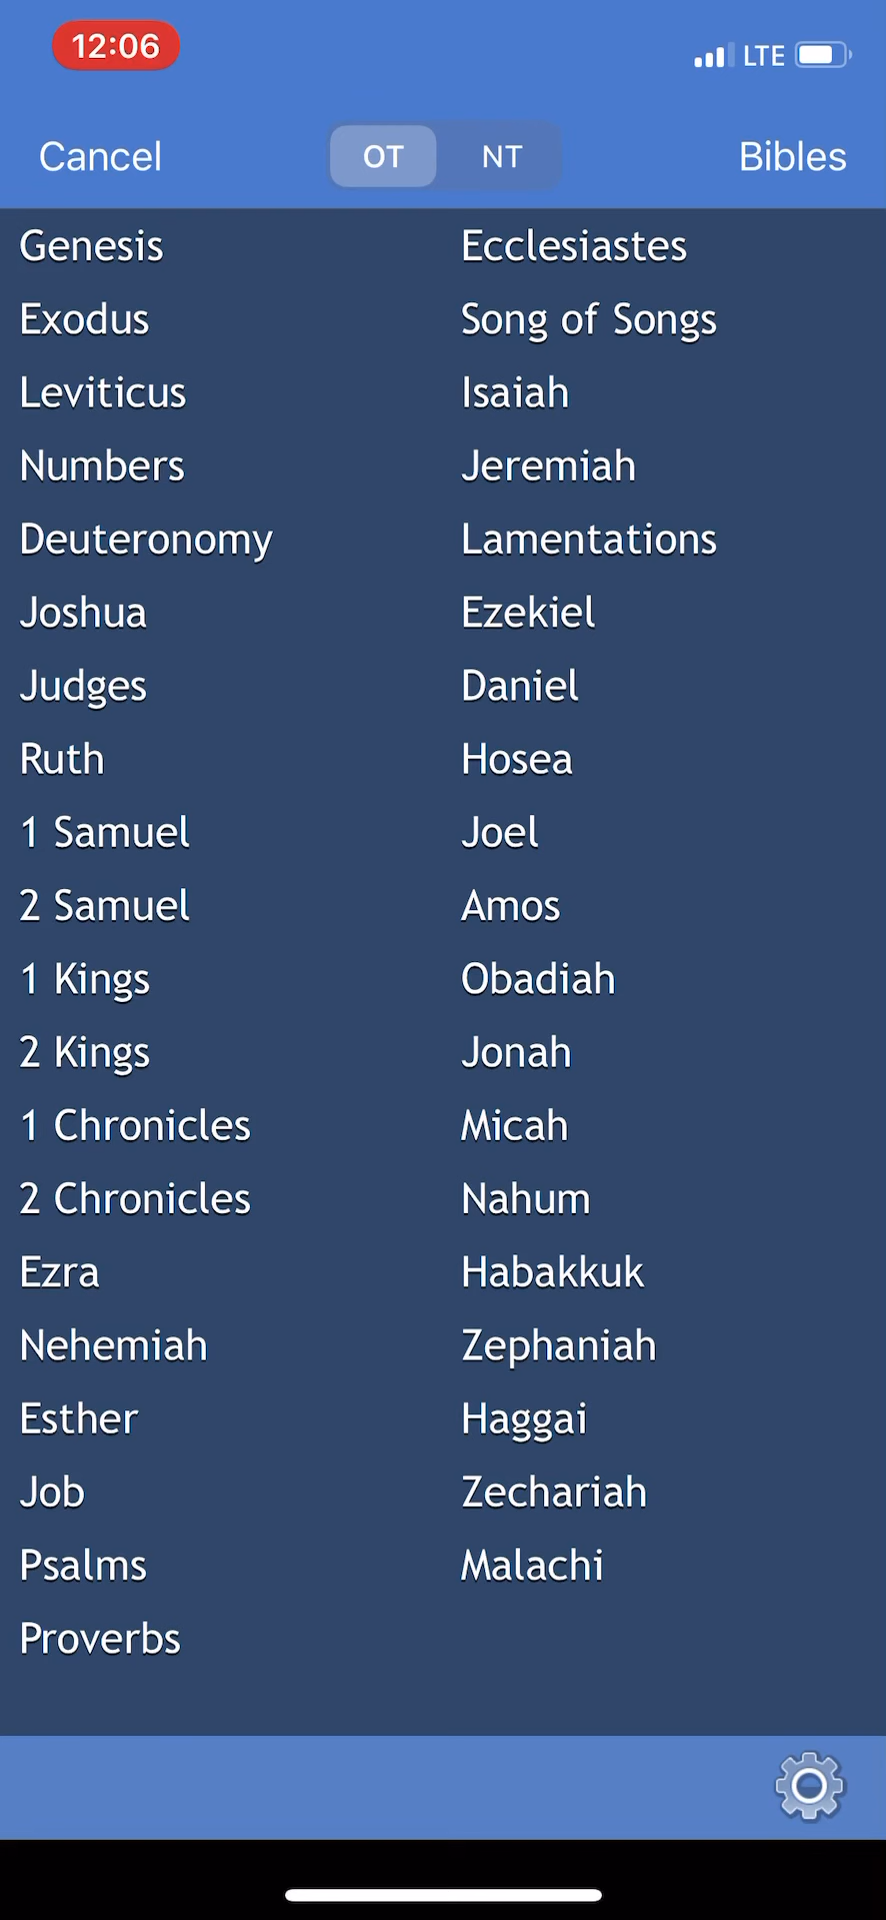 12:06
LTE
Cancel
OT
NT
Bibles
Genesis
Exodus
Leviticus
Numbers
Deuteronomy
Joshua
Judges
Ruth
1 Samuel
2 Samuel
1 Kings
2 Kings
1 Chronicles
2 Chronicles
Ezra
Nehemiah
Esther
Job
Psalms
Proverbs
Ecclesiastes
Song of Songs
Isaiah
Jeremiah
Lamentations
Ezekiel
Daniel
Hosea
Joel
Amos
Obadiah
Jonah
Micah
Nahum
Habakkuk
Zephaniah
Haggai
Zechariah
Malachi